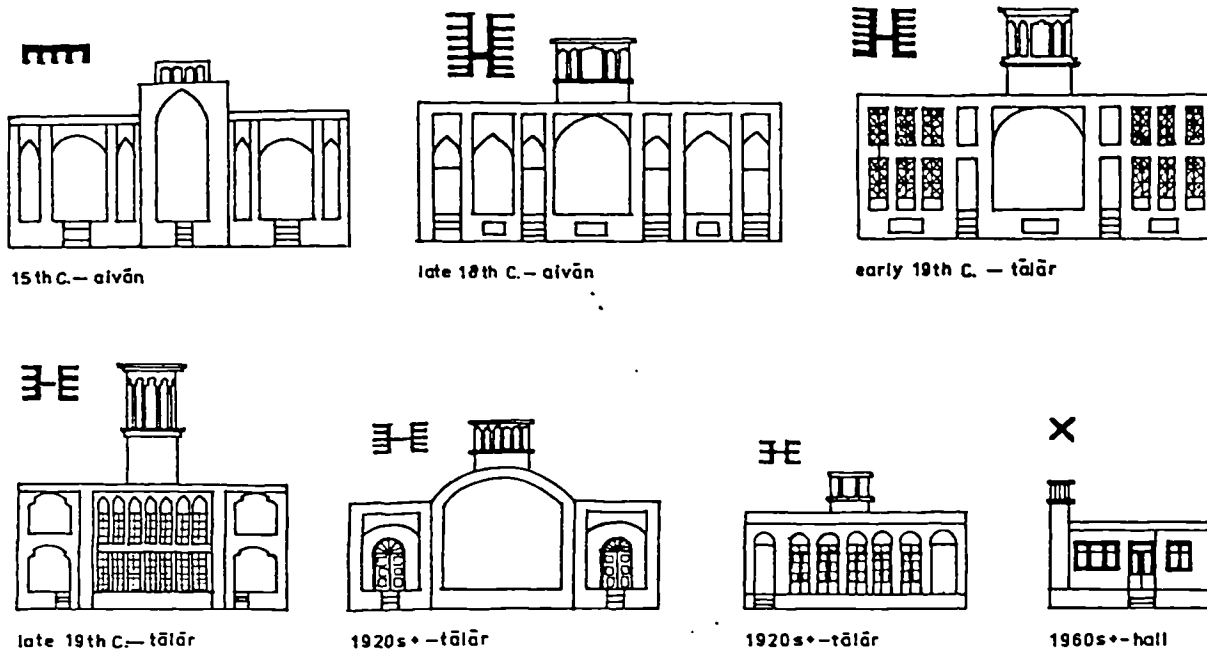 15th C.— aivān
late 18th C.— aivān
early 19th C. — tālār
late 19th C.— tālār
1920s+ —tālār
1920s+—tālār
1960s+-hall